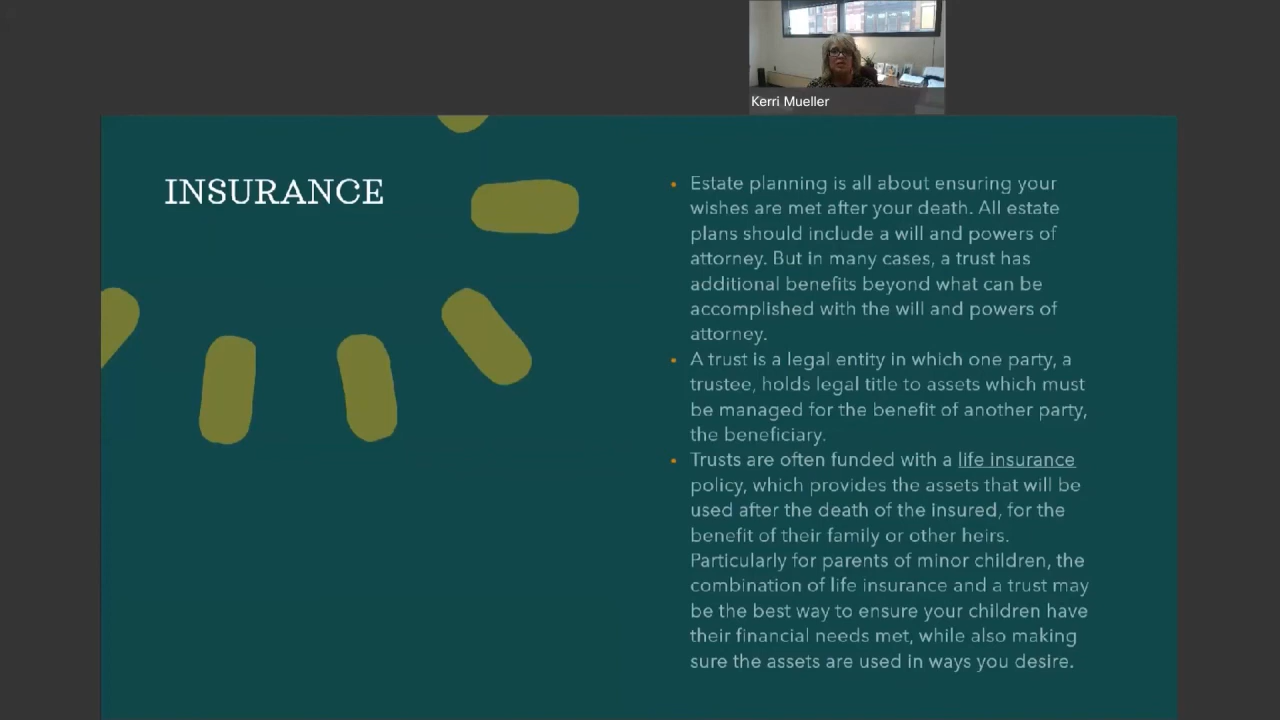 Kerri Mueller
INSURANCE
• Estate planning is all about ensuring your
wishes are met after your death. All estate
plans should include a will and powers of
attorney. But in many cases, a trust has
additional benefits beyond what can be
accomplished with the will and powers of
attorney.
• A trust is a legal entity in which one party, a
trustee, holds legal title to assets which must
be managed for the benefit of another party,
the beneficiary.
• Trusts are often funded with a life insurance
policy, which provides the assets that will be
used after the death of the insured, for the
benefit of their family or other heirs.
Particularly for parents of minor children, the
combination of life insurance and a trust may
be the best way to ensure your children have
their financial needs met, while also making
sure the assets are used in ways you desire.